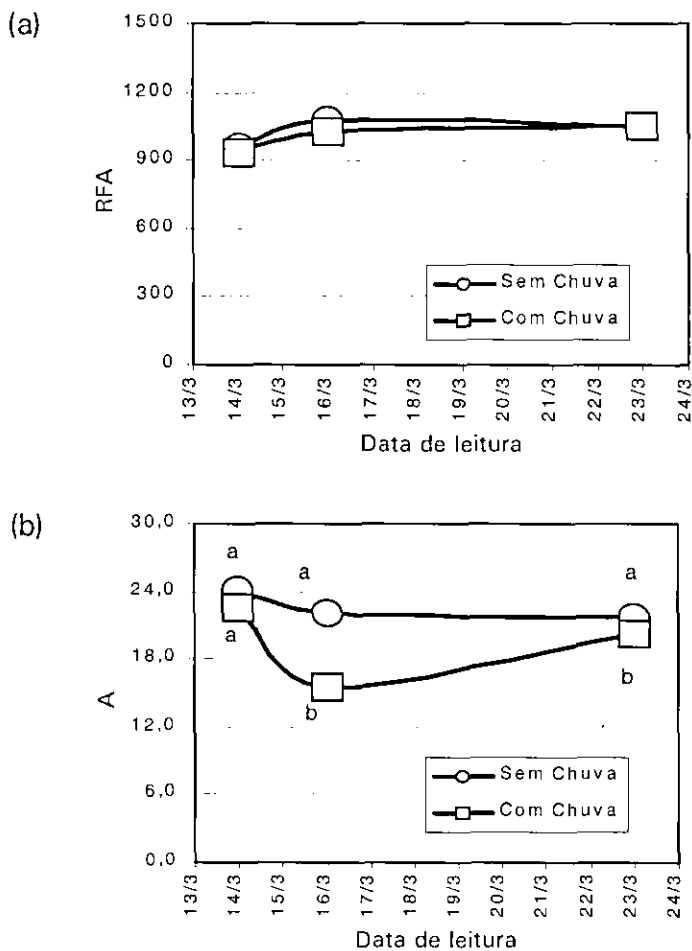 (a)
1500
1200
900
600
300
0
RFA
Sem Chuva
Com Chuva
13/3 14/3 15/3 16/3 17/3 18/3 19/3 20/3 21/3 22/3 23/3 24/3
Data de leitura
(b)
30,0
24,0
18,0
12,0
6,0
0,0
A
a a a
a b b
Sem Chuva
Com Chuva
13/3 14/3 15/3 16/3 17/3 18/3 19/3 20/3 21/3 22/3 23/3 24/3
Data de leitura